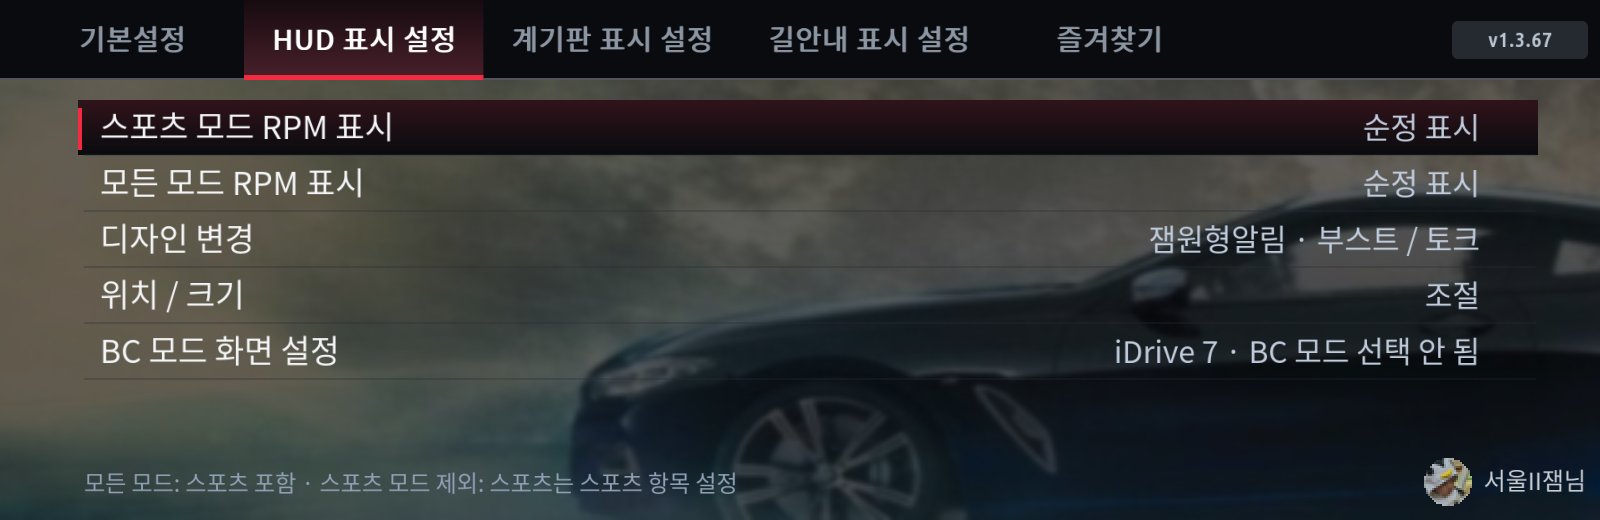 기본설정 HUD 표시 설정 계기판 표시 설정 길안내 표시 설정 즐겨찾기 v1.3.67
스포츠 모드 RPM 표시 순정 표시
모든 모드 RPM 표시 순정 표시
디자인 변경 잼원형알림 · 부스트 / 토크
위치 / 크기 조절
BC 모드 화면 설정 iDrive 7 · BC 모드 선택 안 됨
모든 모드: 스포츠 포함 · 스포츠 모드 제외: 스포츠는 스포츠 항목 설정
서울II잼님